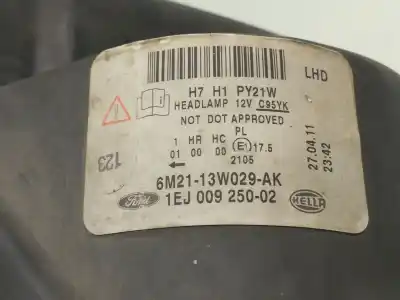 H7 H1 PY21W
LHD
HEADLAMP 12V C95YK
NOT DOT APPROVED
1 HR HC PL
01 00 00 E1 17.5
2105
123
27.04.11
23:42
6M21-13W029-AK
Ford 1EJ 009 250-02 HELLA